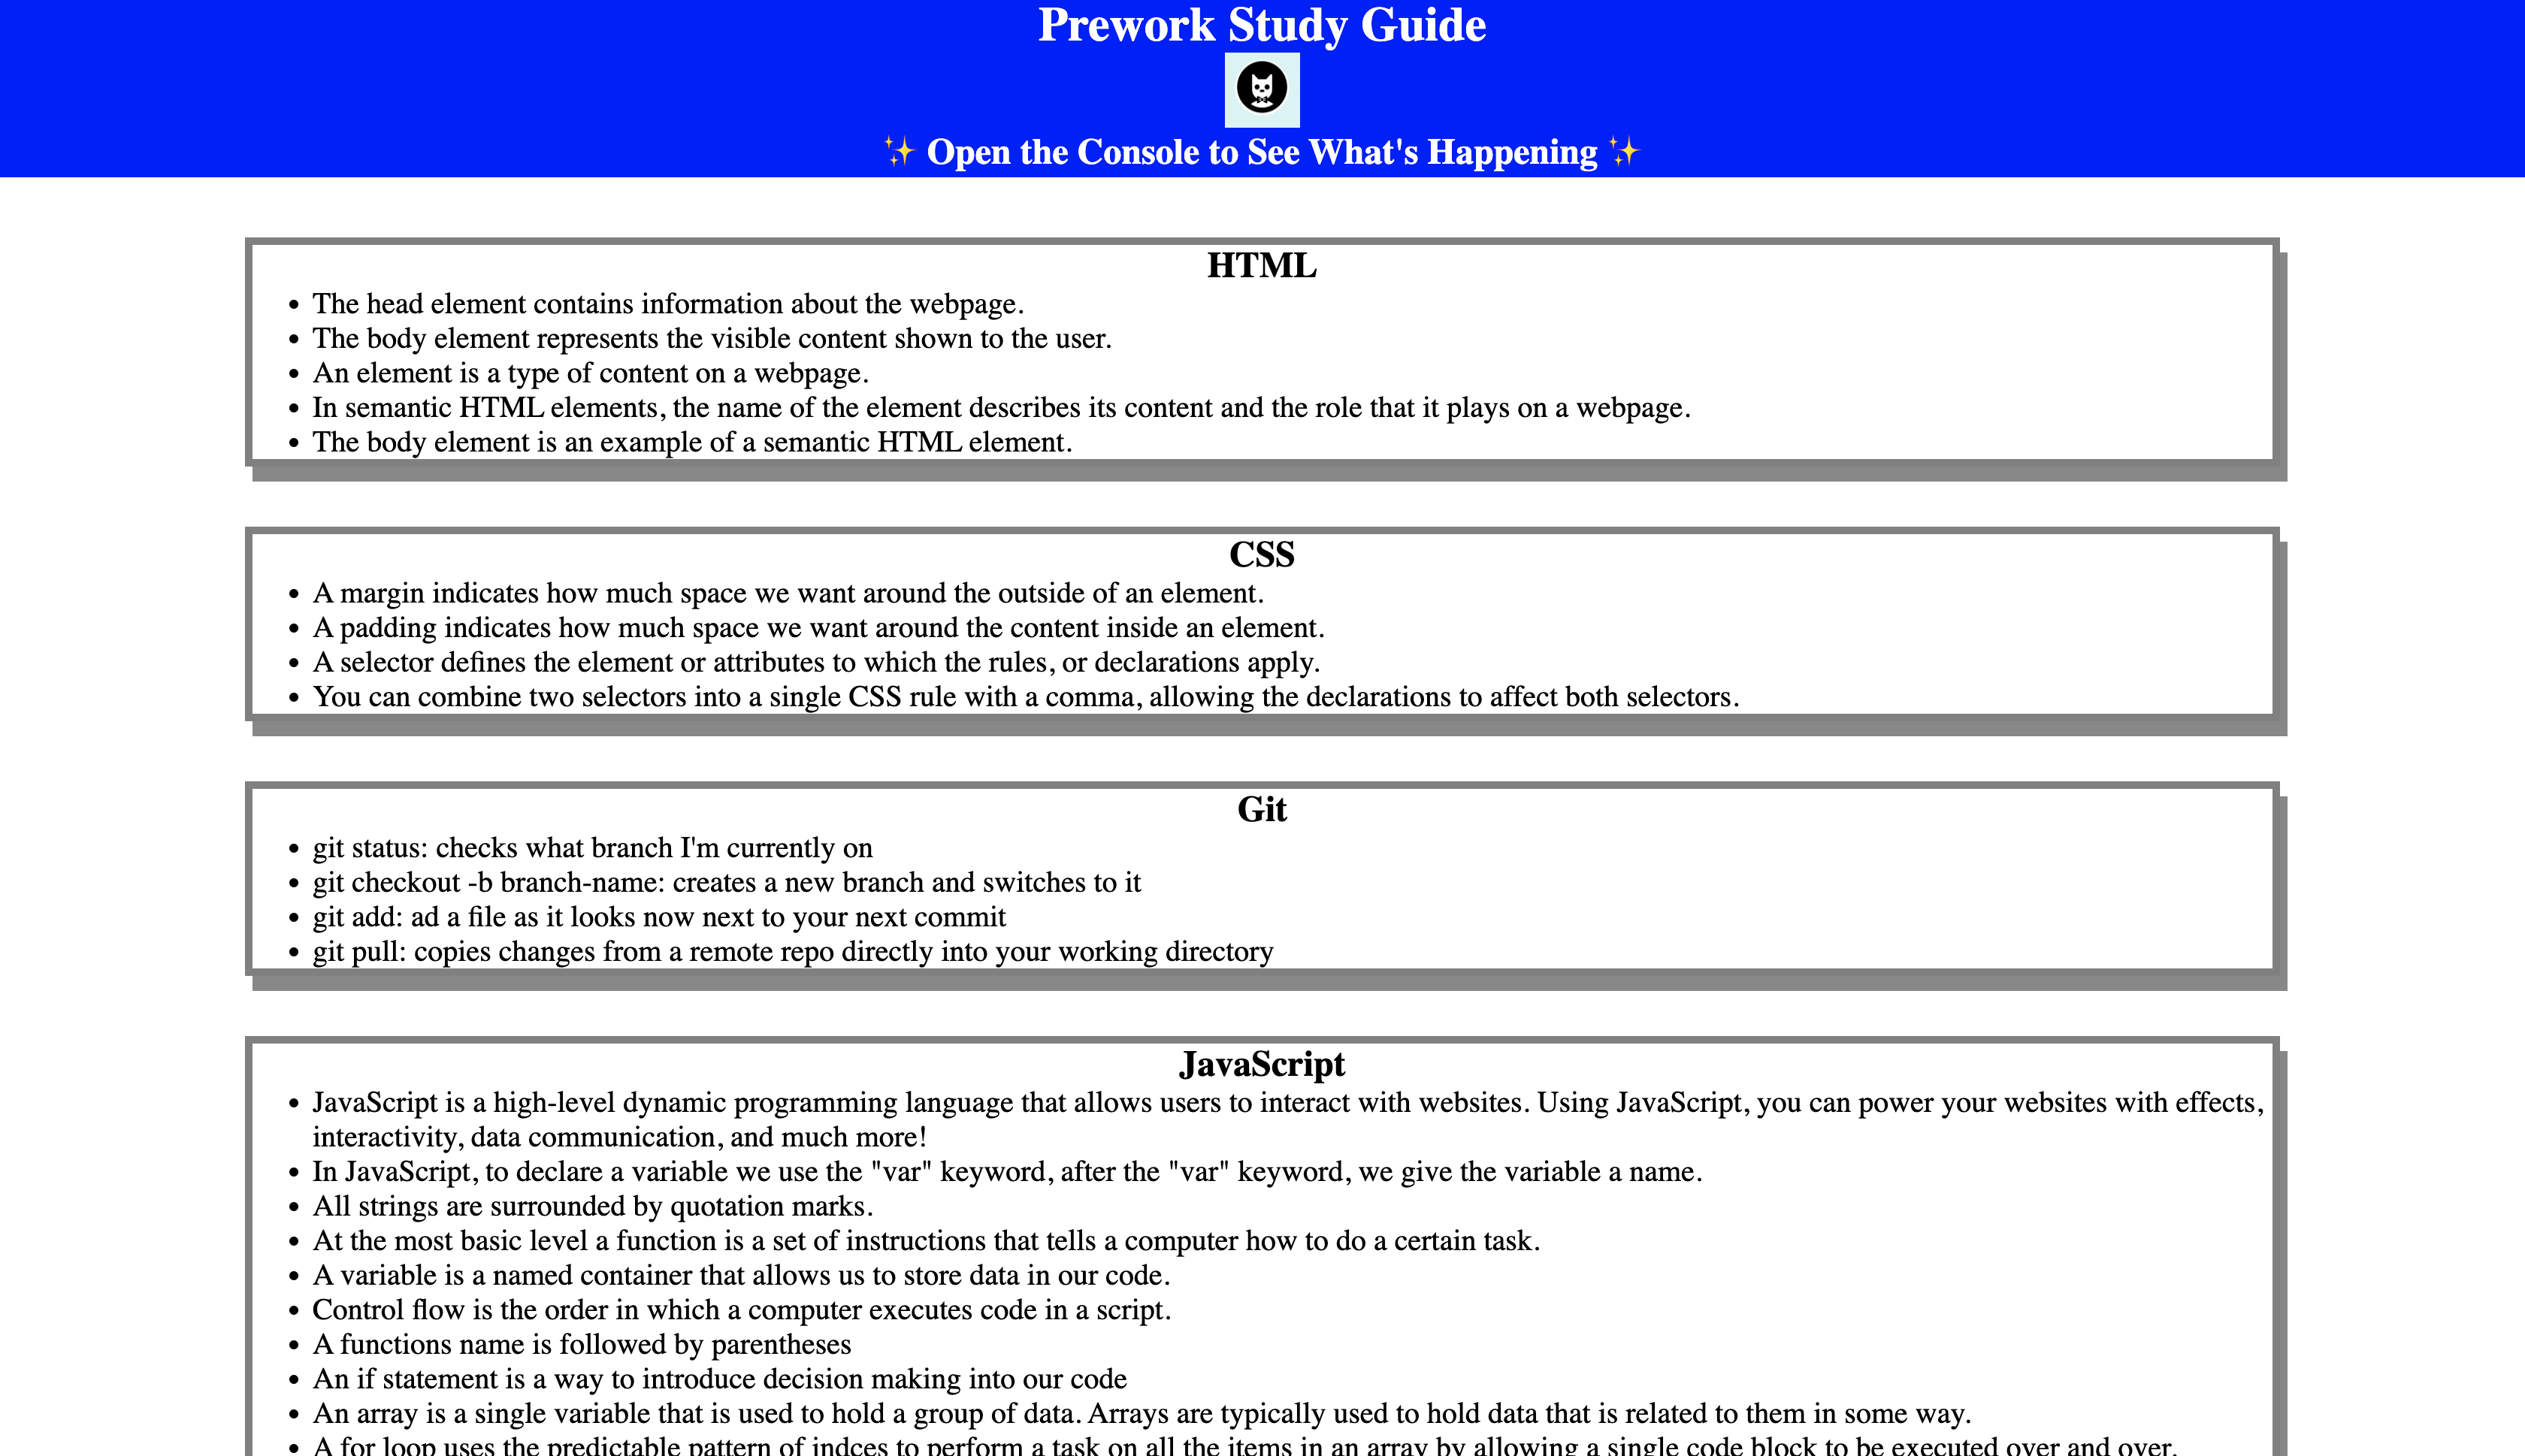 Prework Study Guide
✨ Open the Console to See What's Happening ✨
HTML
• The head element contains information about the webpage.
• The body element represents the visible content shown to the user.
• An element is a type of content on a webpage.
• In semantic HTML elements, the name of the element describes its content and the role that it plays on a webpage.
• The body element is an example of a semantic HTML element.
CSS
• A margin indicates how much space we want around the outside of an element.
• A padding indicates how much space we want around the content inside an element.
• A selector defines the element or attributes to which the rules, or declarations apply.
• You can combine two selectors into a single CSS rule with a comma, allowing the declarations to affect both selectors.
Git
• git status: checks what branch I'm currently on
• git checkout -b branch-name: creates a new branch and switches to it
• git add: ad a file as it looks now next to your next commit
• git pull: copies changes from a remote repo directly into your working directory
JavaScript
• JavaScript is a high-level dynamic programming language that allows users to interact with websites. Using JavaScript, you can power your websites with effects,
interactivity, data communication, and much more!
• In JavaScript, to declare a variable we use the "var" keyword, after the "var" keyword, we give the variable a name.
• All strings are surrounded by quotation marks.
• At the most basic level a function is a set of instructions that tells a computer how to do a certain task.
• A variable is a named container that allows us to store data in our code.
• Control flow is the order in which a computer executes code in a script.
• A functions name is followed by parentheses
• An if statement is a way to introduce decision making into our code
• An array is a single variable that is used to hold a group of data. Arrays are typically used to hold data that is related to them in some way.
• A for loop uses the predictable pattern of indces to perform a task on all the items in an array by allowing a single code block to be executed over and over.